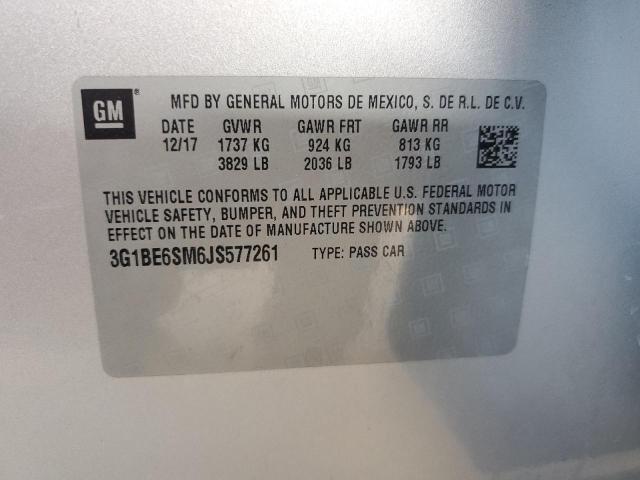 GM ®
MFD BY GENERAL MOTORS DE MEXICO, S. DE R.L. DE C.V.
DATE GVWR GAWR FRT GAWR RR
12/17 1737 KG 924 KG 813 KG
3829 LB 2036 LB 1793 LB
THIS VEHICLE CONFORMS TO ALL APPLICABLE U.S. FEDERAL MOTOR
VEHICLE SAFETY, BUMPER, AND THEFT PREVENTION STANDARDS IN
EFFECT ON THE DATE OF MANUFACTURE SHOWN ABOVE.
3G1BE6SM6JS577261 TYPE: PASS CAR